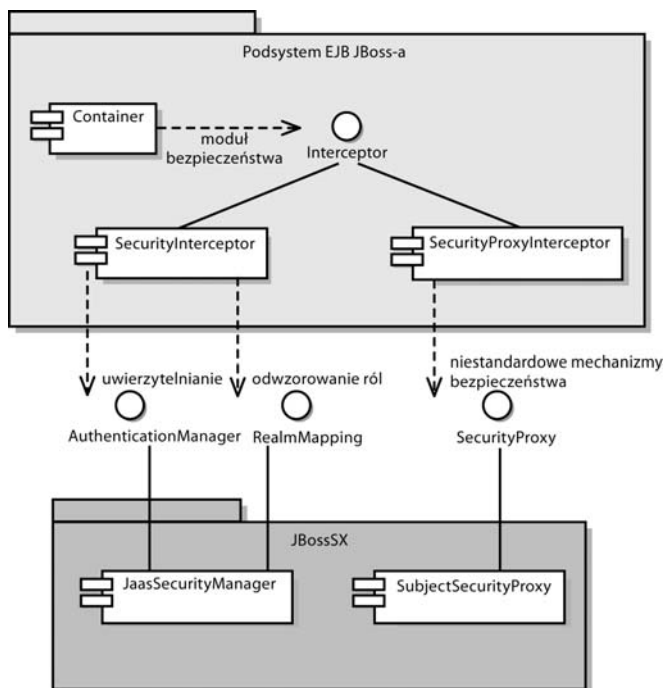 Podsystem EJB JBoss-a
Container
moduł
bezpieczeństwa
Interceptor
SecurityInterceptor
SecurityProxyInterceptor
uwierzytelnianie
odwzorowanie ról
niestandardowe mechanizmy
bezpieczeństwa
AuthenticationManager
RealmMapping
SecurityProxy
JBossSX
JaasSecurityManager
SubjectSecurityProxy